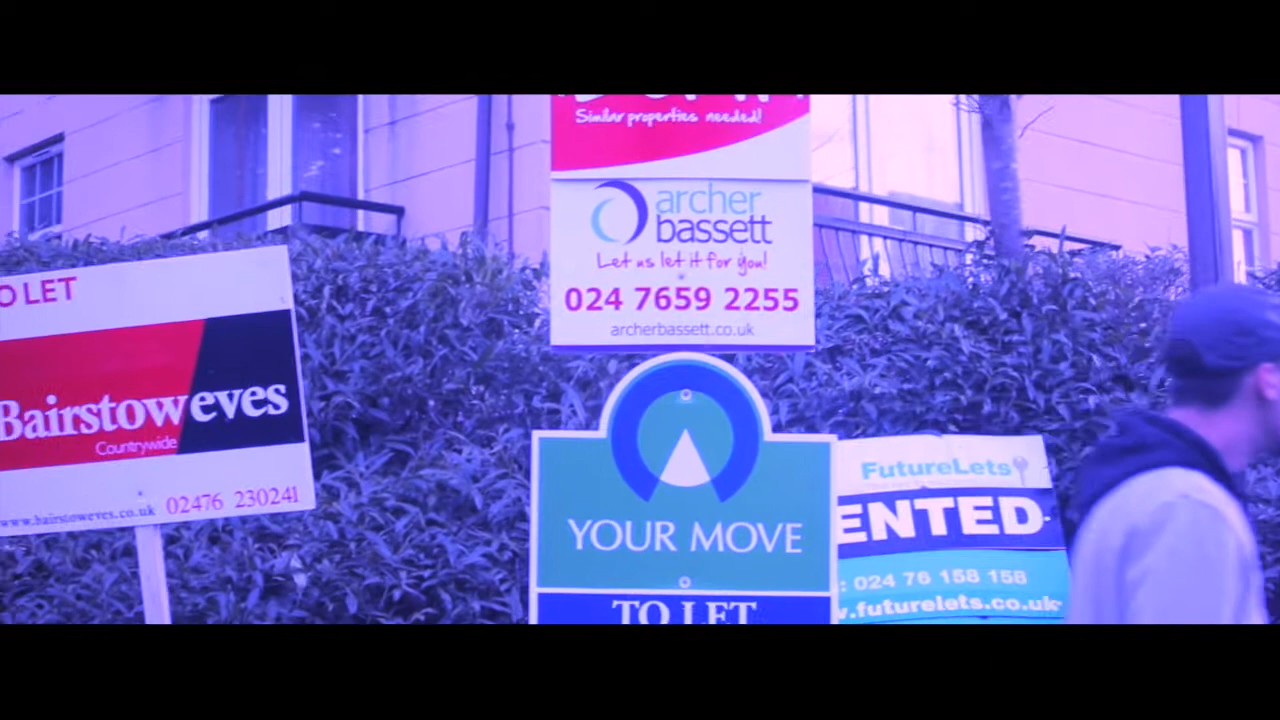 O LET
Bairstow eves
Countrywide
www.bairstoweves.co.uk 02476 230241
Similar properties needed!
archer
bassett
Let us let it for you!
024 7659 2255
archerbassett.co.uk
YOUR MOVE
TO LET
FutureLets
ENTED
: 024 76 158 158
w.futurelets.co.uk